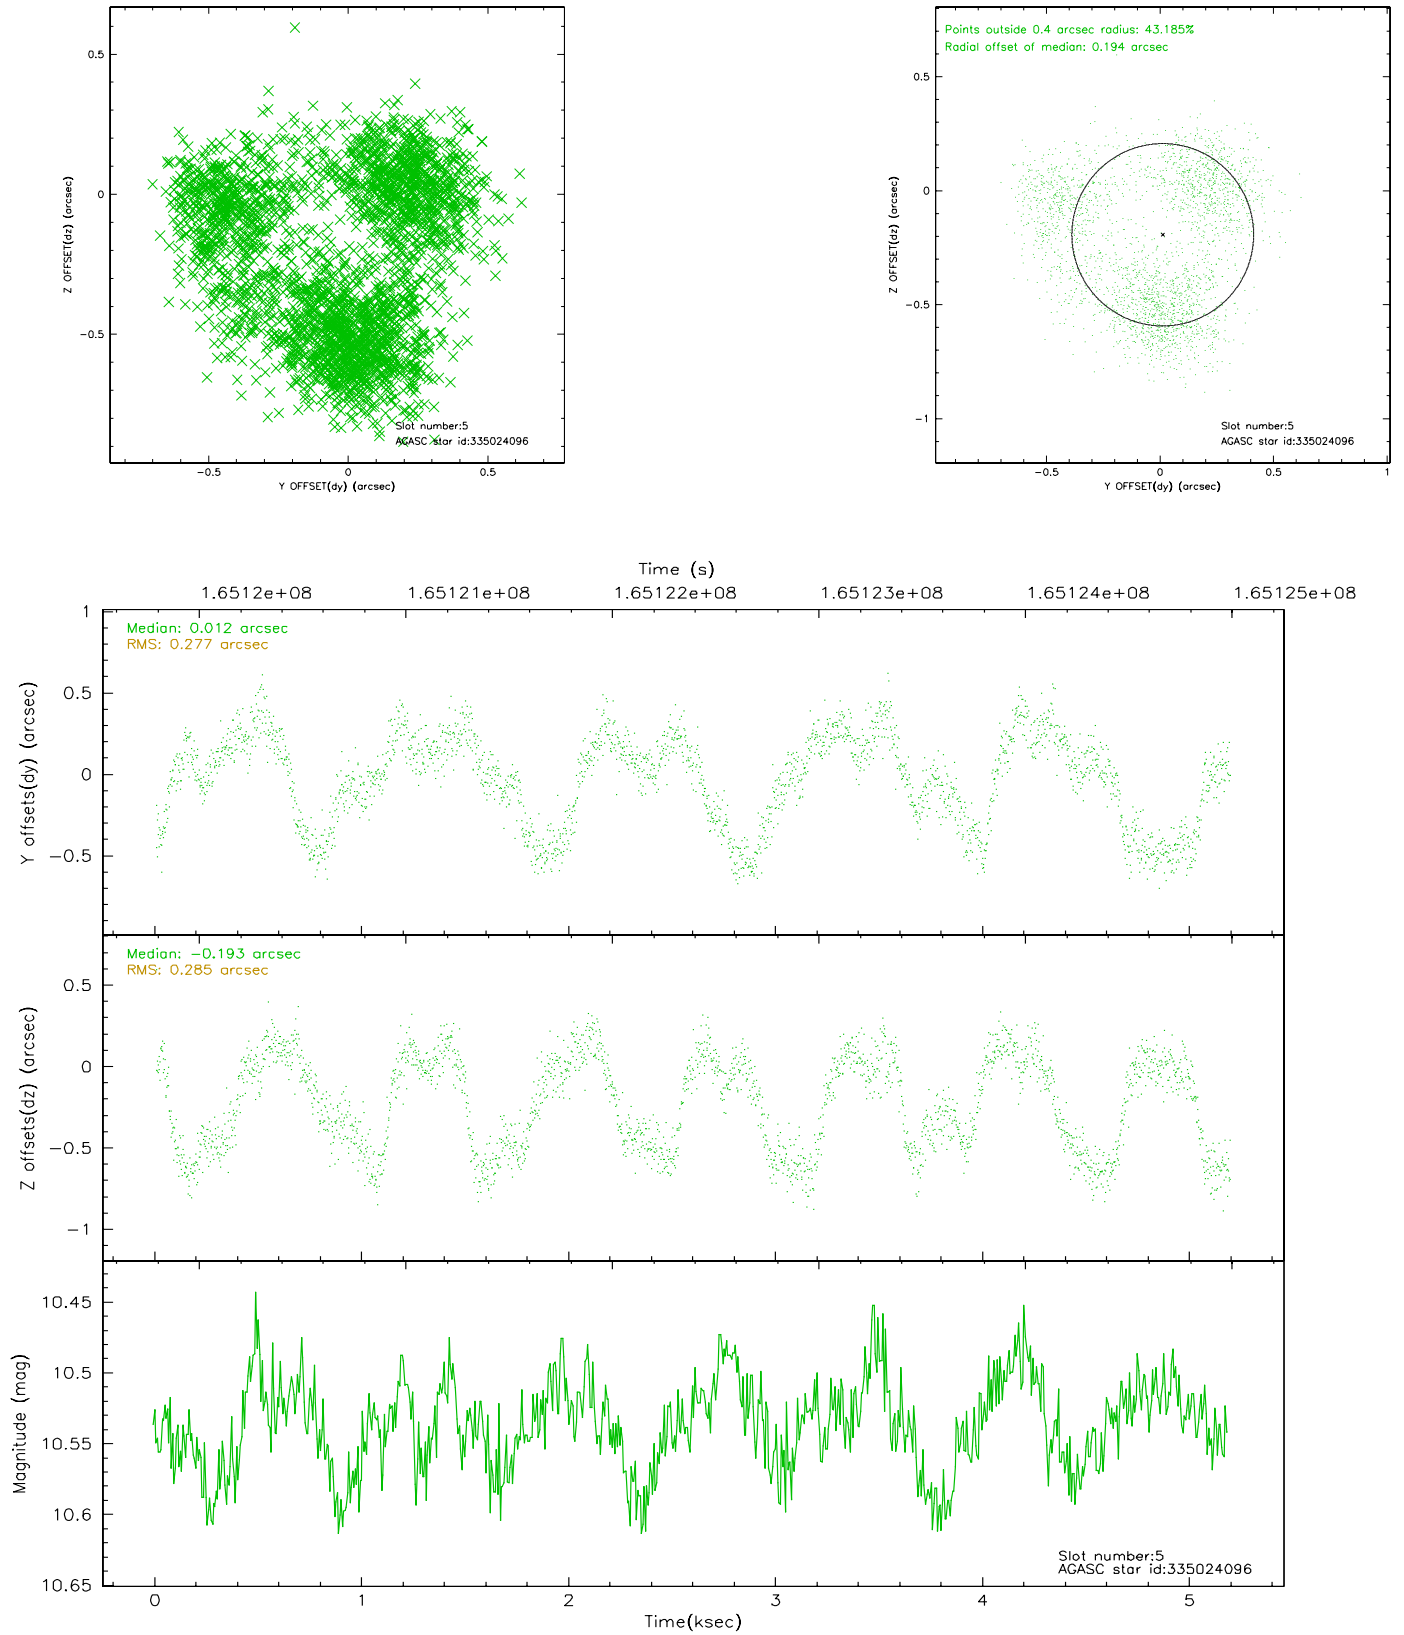 0.5
0
−0.5
Z OFFSET(dz) (arcsec)
Slot number:5
AGASC star id:335024096
−0.5 0 0.5
Y OFFSET(dy) (arcsec)
Points outside 0.4 arcsec radius: 43.185%
Radial offset of median: 0.194 arcsec
0.5
0
−0.5
−1
Z OFFSET(dz) (arcsec)
Slot number:5
AGASC star id:335024096
−0.5 0 0.5 1
Y OFFSET(dy) (arcsec)
Time (s)
1.6512e+08 1.65121e+08 1.65122e+08 1.65123e+08 1.65124e+08 1.65125e+08
Median: 0.012 arcsec
RMS: 0.277 arcsec
1
0.5
0
−0.5
Y offsets(dy) (arcsec)
Median: −0.193 arcsec
RMS: 0.285 arcsec
0.5
0
−0.5
−1
Z offsets(dz) (arcsec)
10.45
10.5
10.55
10.6
10.65
Magnitude (mag)
Slot number:5
AGASC star id:335024096
0 1 2 3 4 5
Time(ksec)